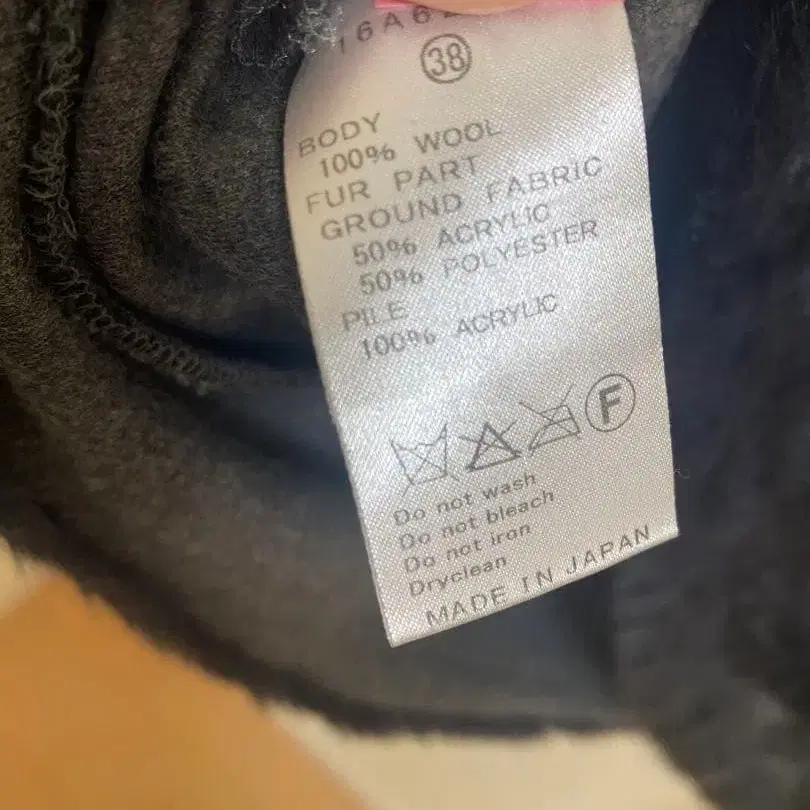 16A6
38
BODY
100% WOOL
FUR PART
GROUND FABRIC
50% ACRYLIC
50% POLYESTER
PILE
100% ACRYLIC
F
Do not wash
Do not bleach
Do not iron
Dryclean
MADE IN JAPAN